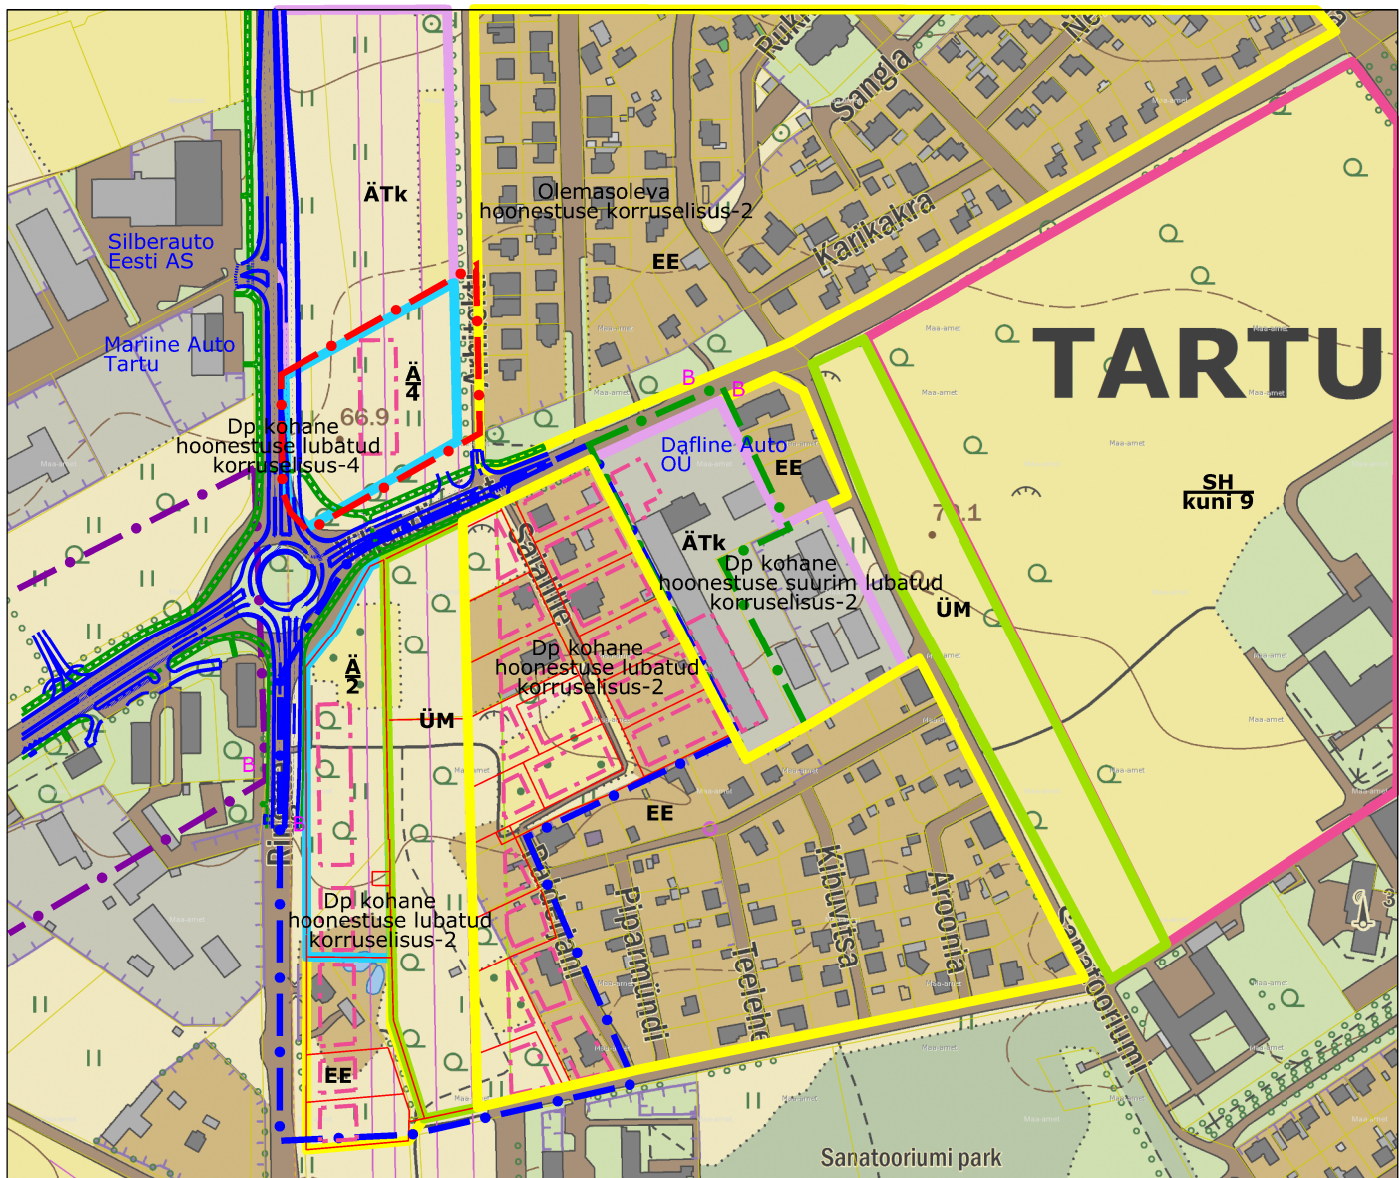 Sangla
ÄTk
Olemasoleva
hoonestuse korruselisus-2
Karikakra
Silberauto
Eesti AS
EE
Mariine Auto
Tartu
TARTU
Ä
4
66.9
B
B
Dp kohane
hoonestuse lubatud
korruselisus-4
Dafline Auto
OÜ
EE
SH
kuni 9
ÄTk
Dp kohane
hoonestuse suurim lubatud
korruselisus-2
ÜM
Dp kohane
hoonestuse lubatud
korruselisus-2
Ä
2
ÜM
B
B
EE
Kibuvitsa
Aroonia
Piparmündi
Teelehe
Dp kohane
hoonestuse lubatud
korruselisus-2
Sanatooriumi
EE
Sanatooriumi park
Maa-amet